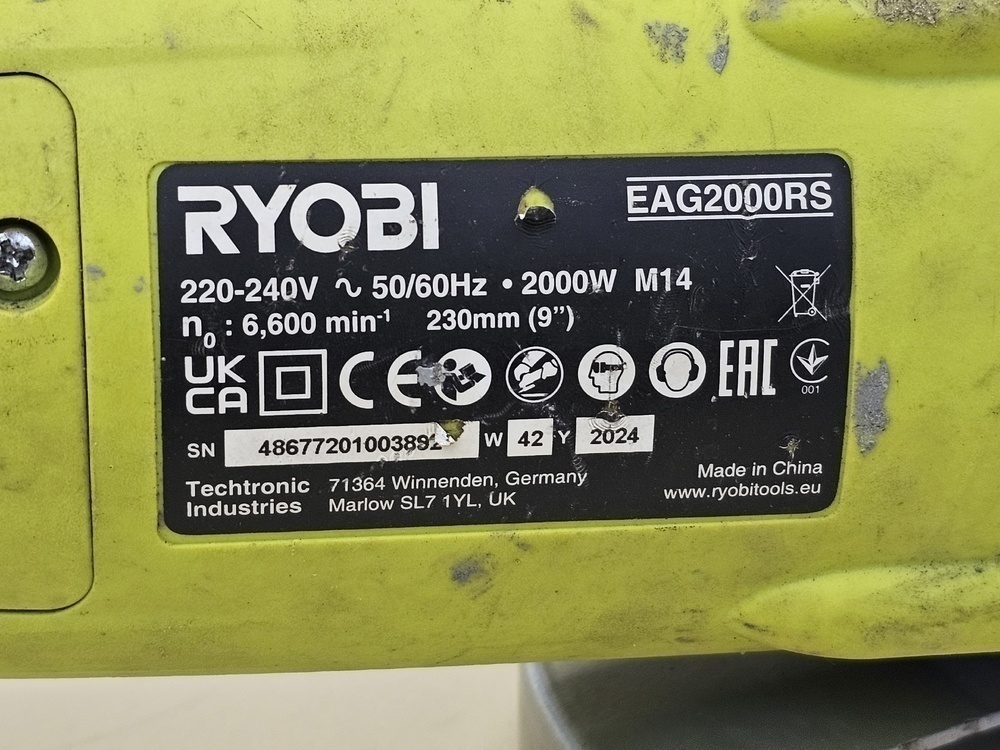 RYOBI
EAG2000RS
220-240V ∿ 50/60Hz • 2000W M14
n₀ : 6,600 min⁻¹ 230mm (9”)
UK
CA
CE
EAC
001
SN
W 42 Y 2024
Techtronic Industries
71364 Winnenden, Germany
Marlow SL7 1YL, UK
Made in China
www.ryobitools.eu